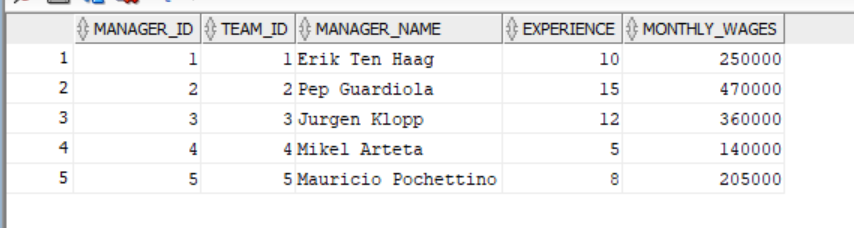 MANAGER_ID TEAM_ID MANAGER_NAME EXPERIENCE MONTHLY_WAGES
1 1 1 Erik Ten Haag 10 250000
2 2 2 Pep Guardiola 15 470000
3 3 3 Jurgen Klopp 12 360000
4 4 4 Mikel Arteta 5 140000
5 5 5 Mauricio Pochettino 8 205000